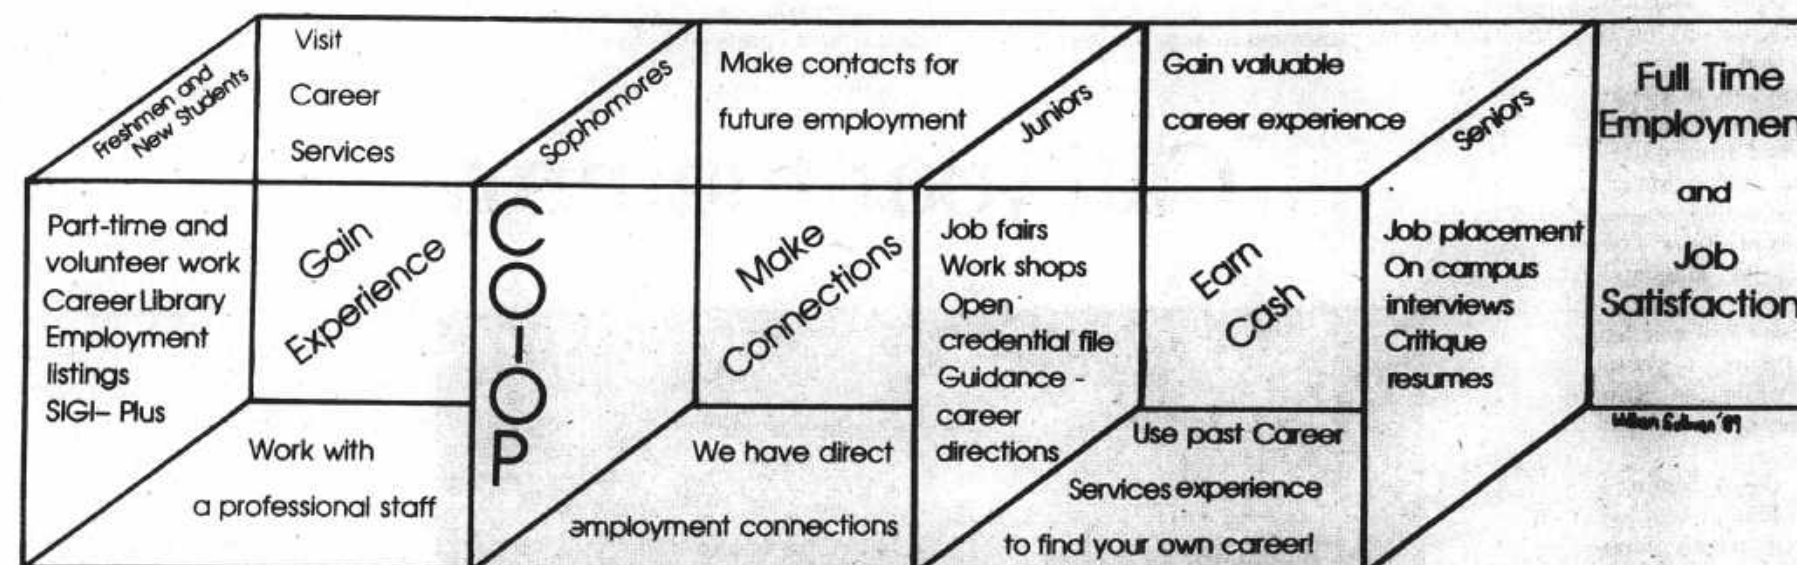 Freshmen and
New Students
Visit
Career
Services
Part-time and
volunteer work
Career Library
Employment
listings
SIGI– Plus
Gain
Experience
Work with
a professional staff
Sophomores
CO-OP
Make contacts for
future employment
Make
Connections
We have direct
employment connections
Juniors
Job fairs
Work shops
Open
credential file
Guidance -
career
directions
Gain valuable
career experience
Earn
Cash
Use past Career
Services experience
to find your own career!
Seniors
Job placement
On campus
interviews
Critique
resumes
Full Time
Employmen
and
Job
Satisfaction
'89